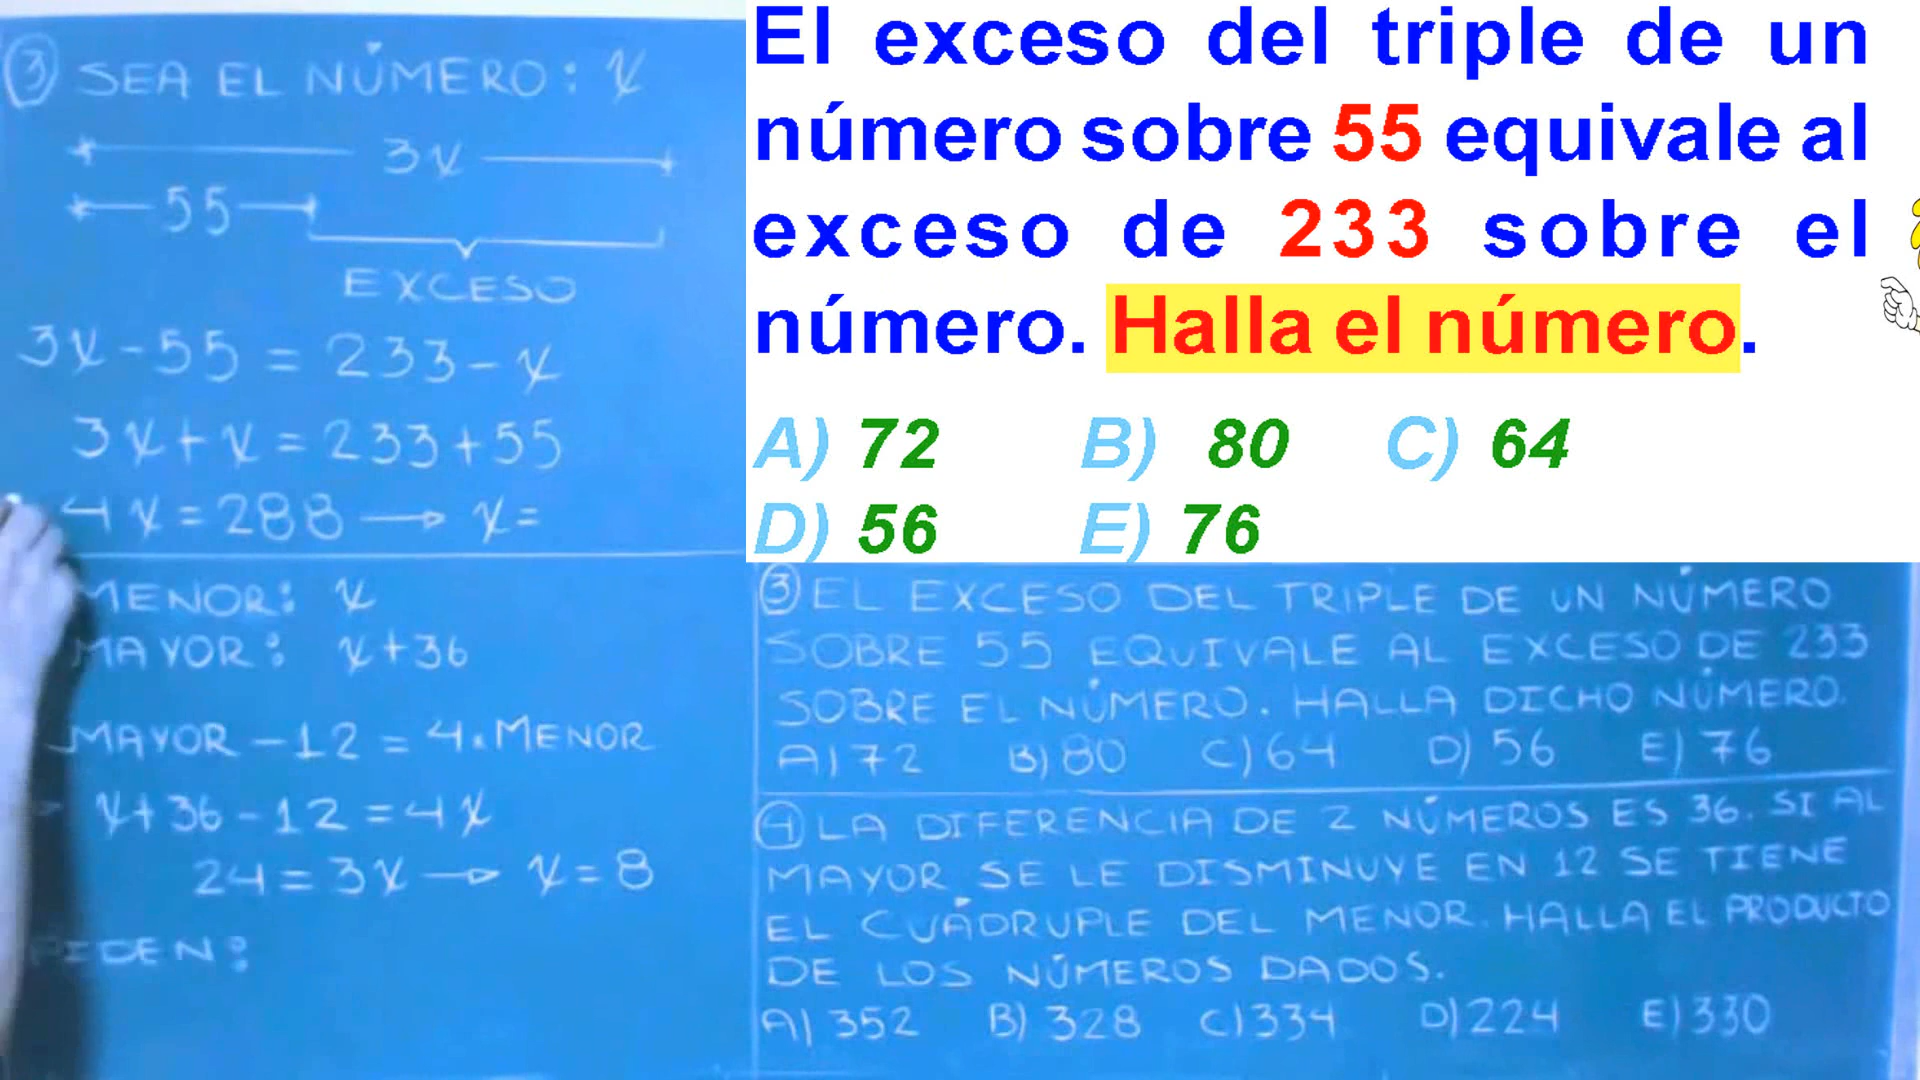 ③ SEA EL NÚMERO: x
3x
55
EXCESO
3x-55 = 233-x
3x+x=233+55
4x=288 → x=
MENOR: x
MAYOR: x+36
MAYOR -12 = 4.MENOR
x+36-12=4x
24=3x → x=8
PIDEN:
El exceso del triple de un
número sobre 55 equivale al
exceso de 233 sobre el
número. Halla el número.
A) 72 B) 80 C) 64
D) 56 E) 76
③ EL EXCESO DEL TRIPLE DE UN NÚMERO
SOBRE 55 EQUIVALE AL EXCESO DE 233
SOBRE EL NÚMERO. HALLA DICHO NÚMERO.
A) 72 B) 80 C) 64 D) 56 E) 76
④ LA DIFERENCIA DE 2 NÚMEROS ES 36. SI AL
MAYOR SE LE DISMINUYE EN 12 SE TIENE
EL CUÁDRUPLE DEL MENOR. HALLA EL PRODUCTO
DE LOS NÚMEROS DADOS.
A) 352 B) 328 C) 334 D) 224 E) 330